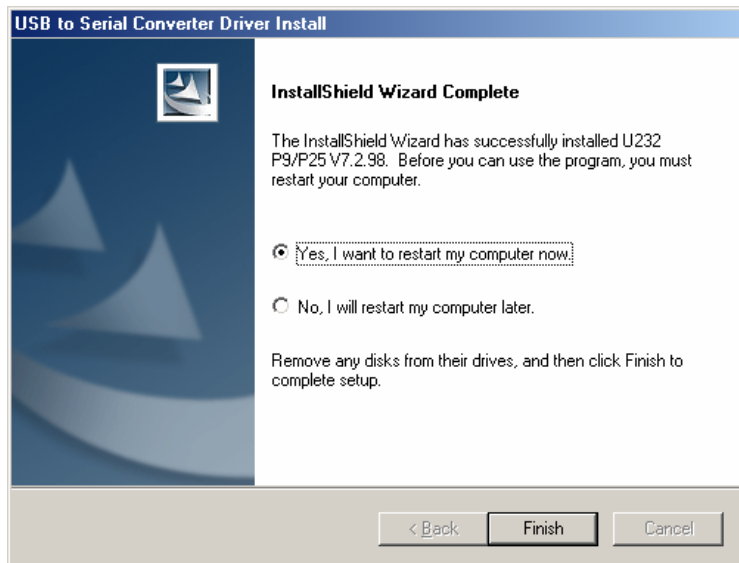 USB to Serial Converter Driver Install
InstallShield Wizard Complete
The InstallShield Wizard has successfully installed U232
P9/P25 V7.2.98.  Before you can use the program, you must
restart your computer.
Yes, I want to restart my computer now.
No, I will restart my computer later.
Remove any disks from their drives, and then click Finish to
complete setup.
< Back
Finish
Cancel